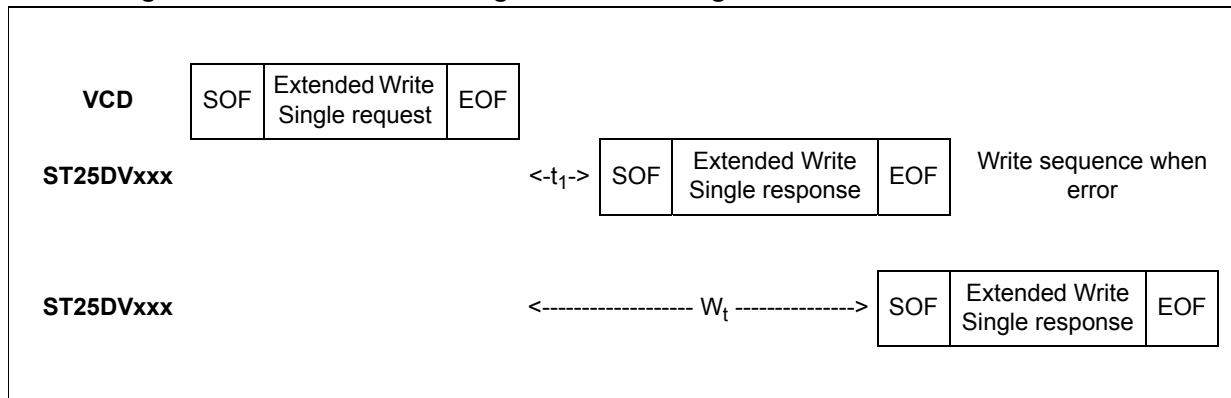 VCD SOF Extended Write Single request EOF
ST25DVxxx <-t1-> SOF Extended Write Single response EOF Write sequence when error
ST25DVxxx <------------------- Wt ---------------> SOF Extended Write Single response EOF